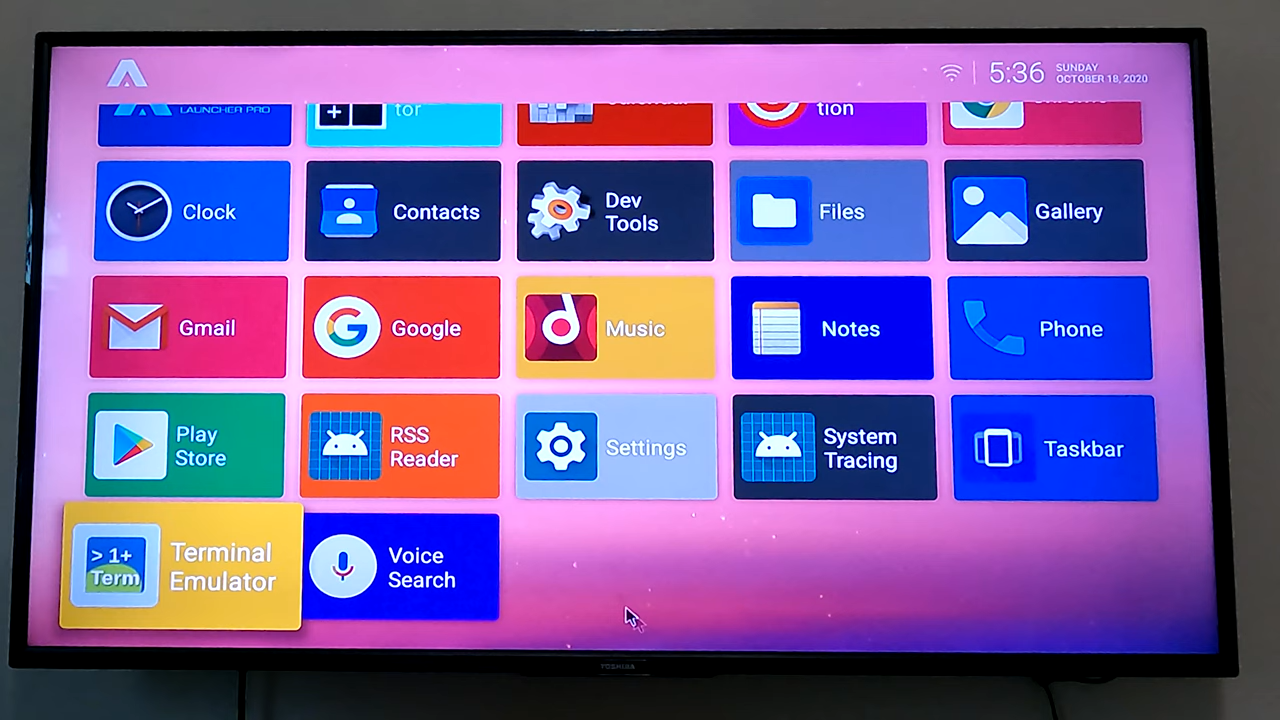 5:36
SUNDAY
OCTOBER 18, 2020
LAUNCHER PRO
tor
tion
Clock
Contacts
Dev
Tools
Files
Gallery
Gmail
Google
Music
Notes
Phone
Play
Store
RSS
Reader
Settings
System
Tracing
Taskbar
> 1+
Term
Terminal
Emulator
Voice
Search
TOSHIBA